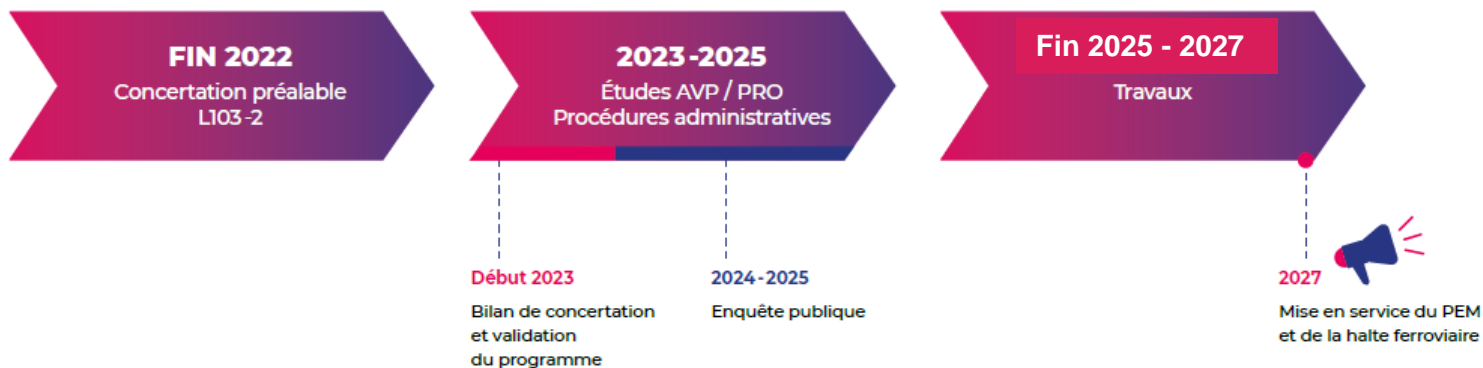 FIN 2022
Concertation préalable
L103-2
2023-2025
Études AVP / PRO
Procédures administratives
Fin 2025 - 2027
Travaux
Début 2023
Bilan de concertation
et validation
du programme
2024-2025
Enquête publique
2027
Mise en service du PEM
et de la halte ferroviaire